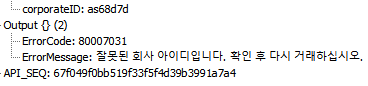 corporateID: as68d7d
Output {} (2)
ErrorCode: 80007031
ErrorMessage: 잘못된 회사 아이디입니다. 확인 후 다시 거래하십시오.
API_SEQ: 67f049f0bb519f33f5f4d39b3991a7a4